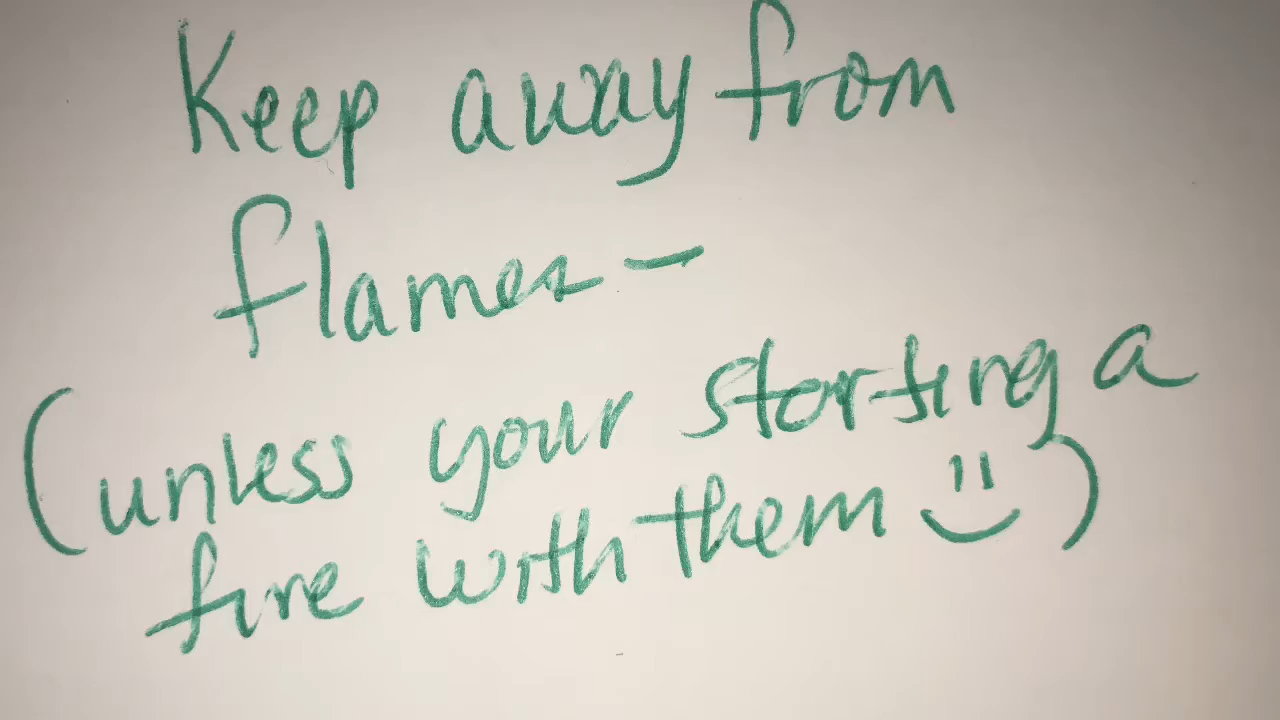 Keep away from
flames -
(unless your starting a
fire with them :))